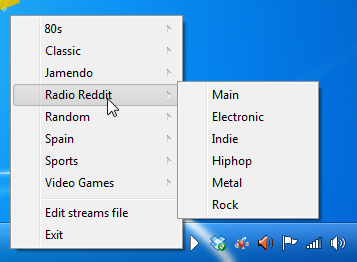 80s
Classic
Jamendo
Radio Reddit
Random
Spain
Sports
Video Games
Edit streams file
Exit
Main
Electronic
Indie
Hiphop
Metal
Rock